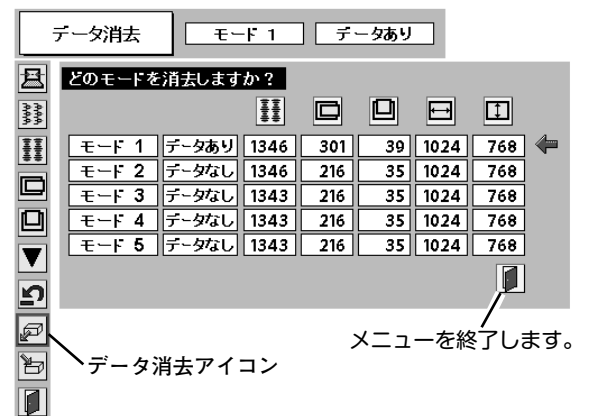 データ消去 モード 1 データあり
どのモードを消去しますか？
モード 1 データあり 1346 301 39 1024 768
モード 2 データなし 1346 216 35 1024 768
モード 3 データなし 1343 216 35 1024 768
モード 4 データなし 1343 216 35 1024 768
モード 5 データなし 1343 216 35 1024 768
メニューを終了します。
データ消去アイコン